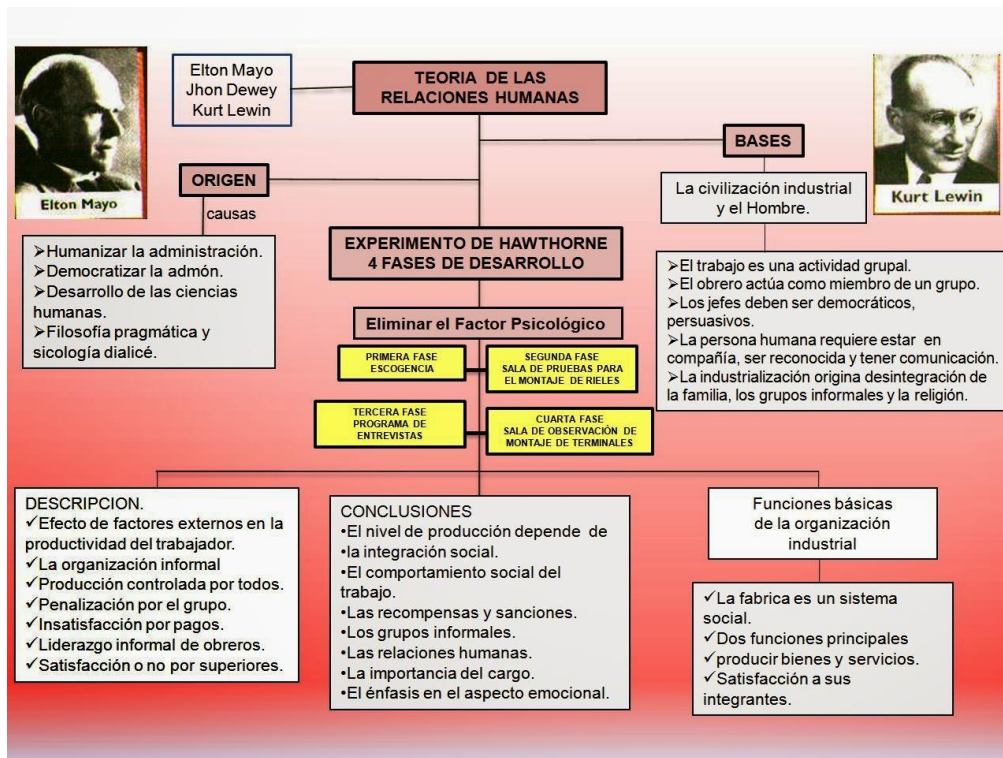 Elton Mayo
Jhon Dewey
Kurt Lewin
TEORIA DE LAS
RELACIONES HUMANAS
Elton Mayo
Kurt Lewin
ORIGEN
causas
➢Humanizar la administración.
➢Democratizar la admón.
➢Desarrollo de las ciencias
humanas.
➢Filosofía pragmática y
sicología dialicé.
BASES
La civilización industrial
y el Hombre.
➢El trabajo es una actividad grupal.
➢El obrero actúa como miembro de un grupo.
➢Los jefes deben ser democráticos,
persuasivos.
➢La persona humana requiere estar en
compañía, ser reconocida y tener comunicación.
➢La industrialización origina desintegración de
la familia, los grupos informales y la religión.
EXPERIMENTO DE HAWTHORNE
4 FASES DE DESARROLLO
Eliminar el Factor Psicológico
PRIMERA FASE
ESCOGENCIA
SEGUNDA FASE
SALA DE PRUEBAS PARA
EL MONTAJE DE RIELES
TERCERA FASE
PROGRAMA DE
ENTREVISTAS
CUARTA FASE
SALA DE OBSERVACIÓN DE
MONTAJE DE TERMINALES
DESCRIPCION.
✓Efecto de factores externos en la
productividad del trabajador.
✓La organización informal
✓Producción controlada por todos.
✓Penalización por el grupo.
✓Insatisfacción por pagos.
✓Liderazgo informal de obreros.
✓Satisfacción o no por superiores.
CONCLUSIONES
•El nivel de producción depende de
•la integración social.
•El comportamiento social del
trabajo.
•Las recompensas y sanciones.
•Los grupos informales.
•Las relaciones humanas.
•La importancia del cargo.
•El énfasis en el aspecto emocional.
Funciones básicas
de la organización
industrial
✓La fabrica es un sistema
social.
✓Dos funciones principales
✓producir bienes y servicios.
✓Satisfacción a sus
integrantes.